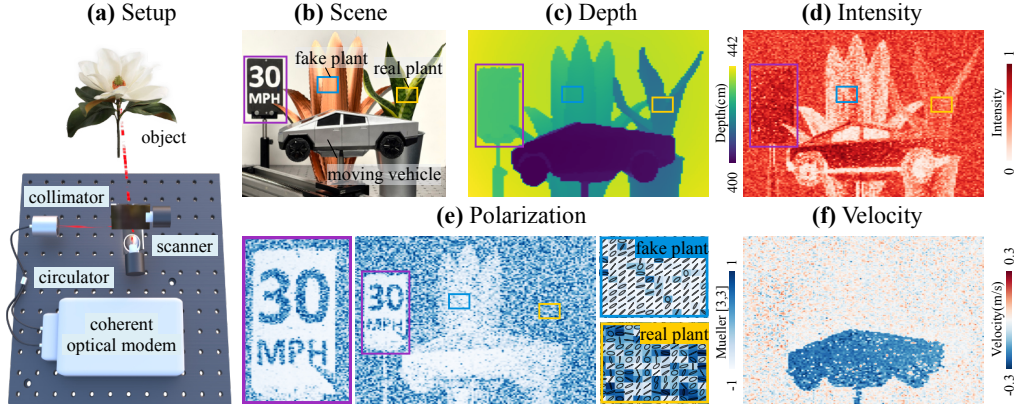 (a) Setup
object
collimator
scanner
circulator
coherent
optical modem
(b) Scene
30
MPH
fake plant
real plant
moving vehicle
(c) Depth
442
Depth(cm)
400
(d) Intensity
1
Intensity
0
(e) Polarization
30
MPH
30
MPH
fake plant
real plant
1
Mueller [3,3]
-1
(f) Velocity
0.3
Velocity(m/s)
-0.3